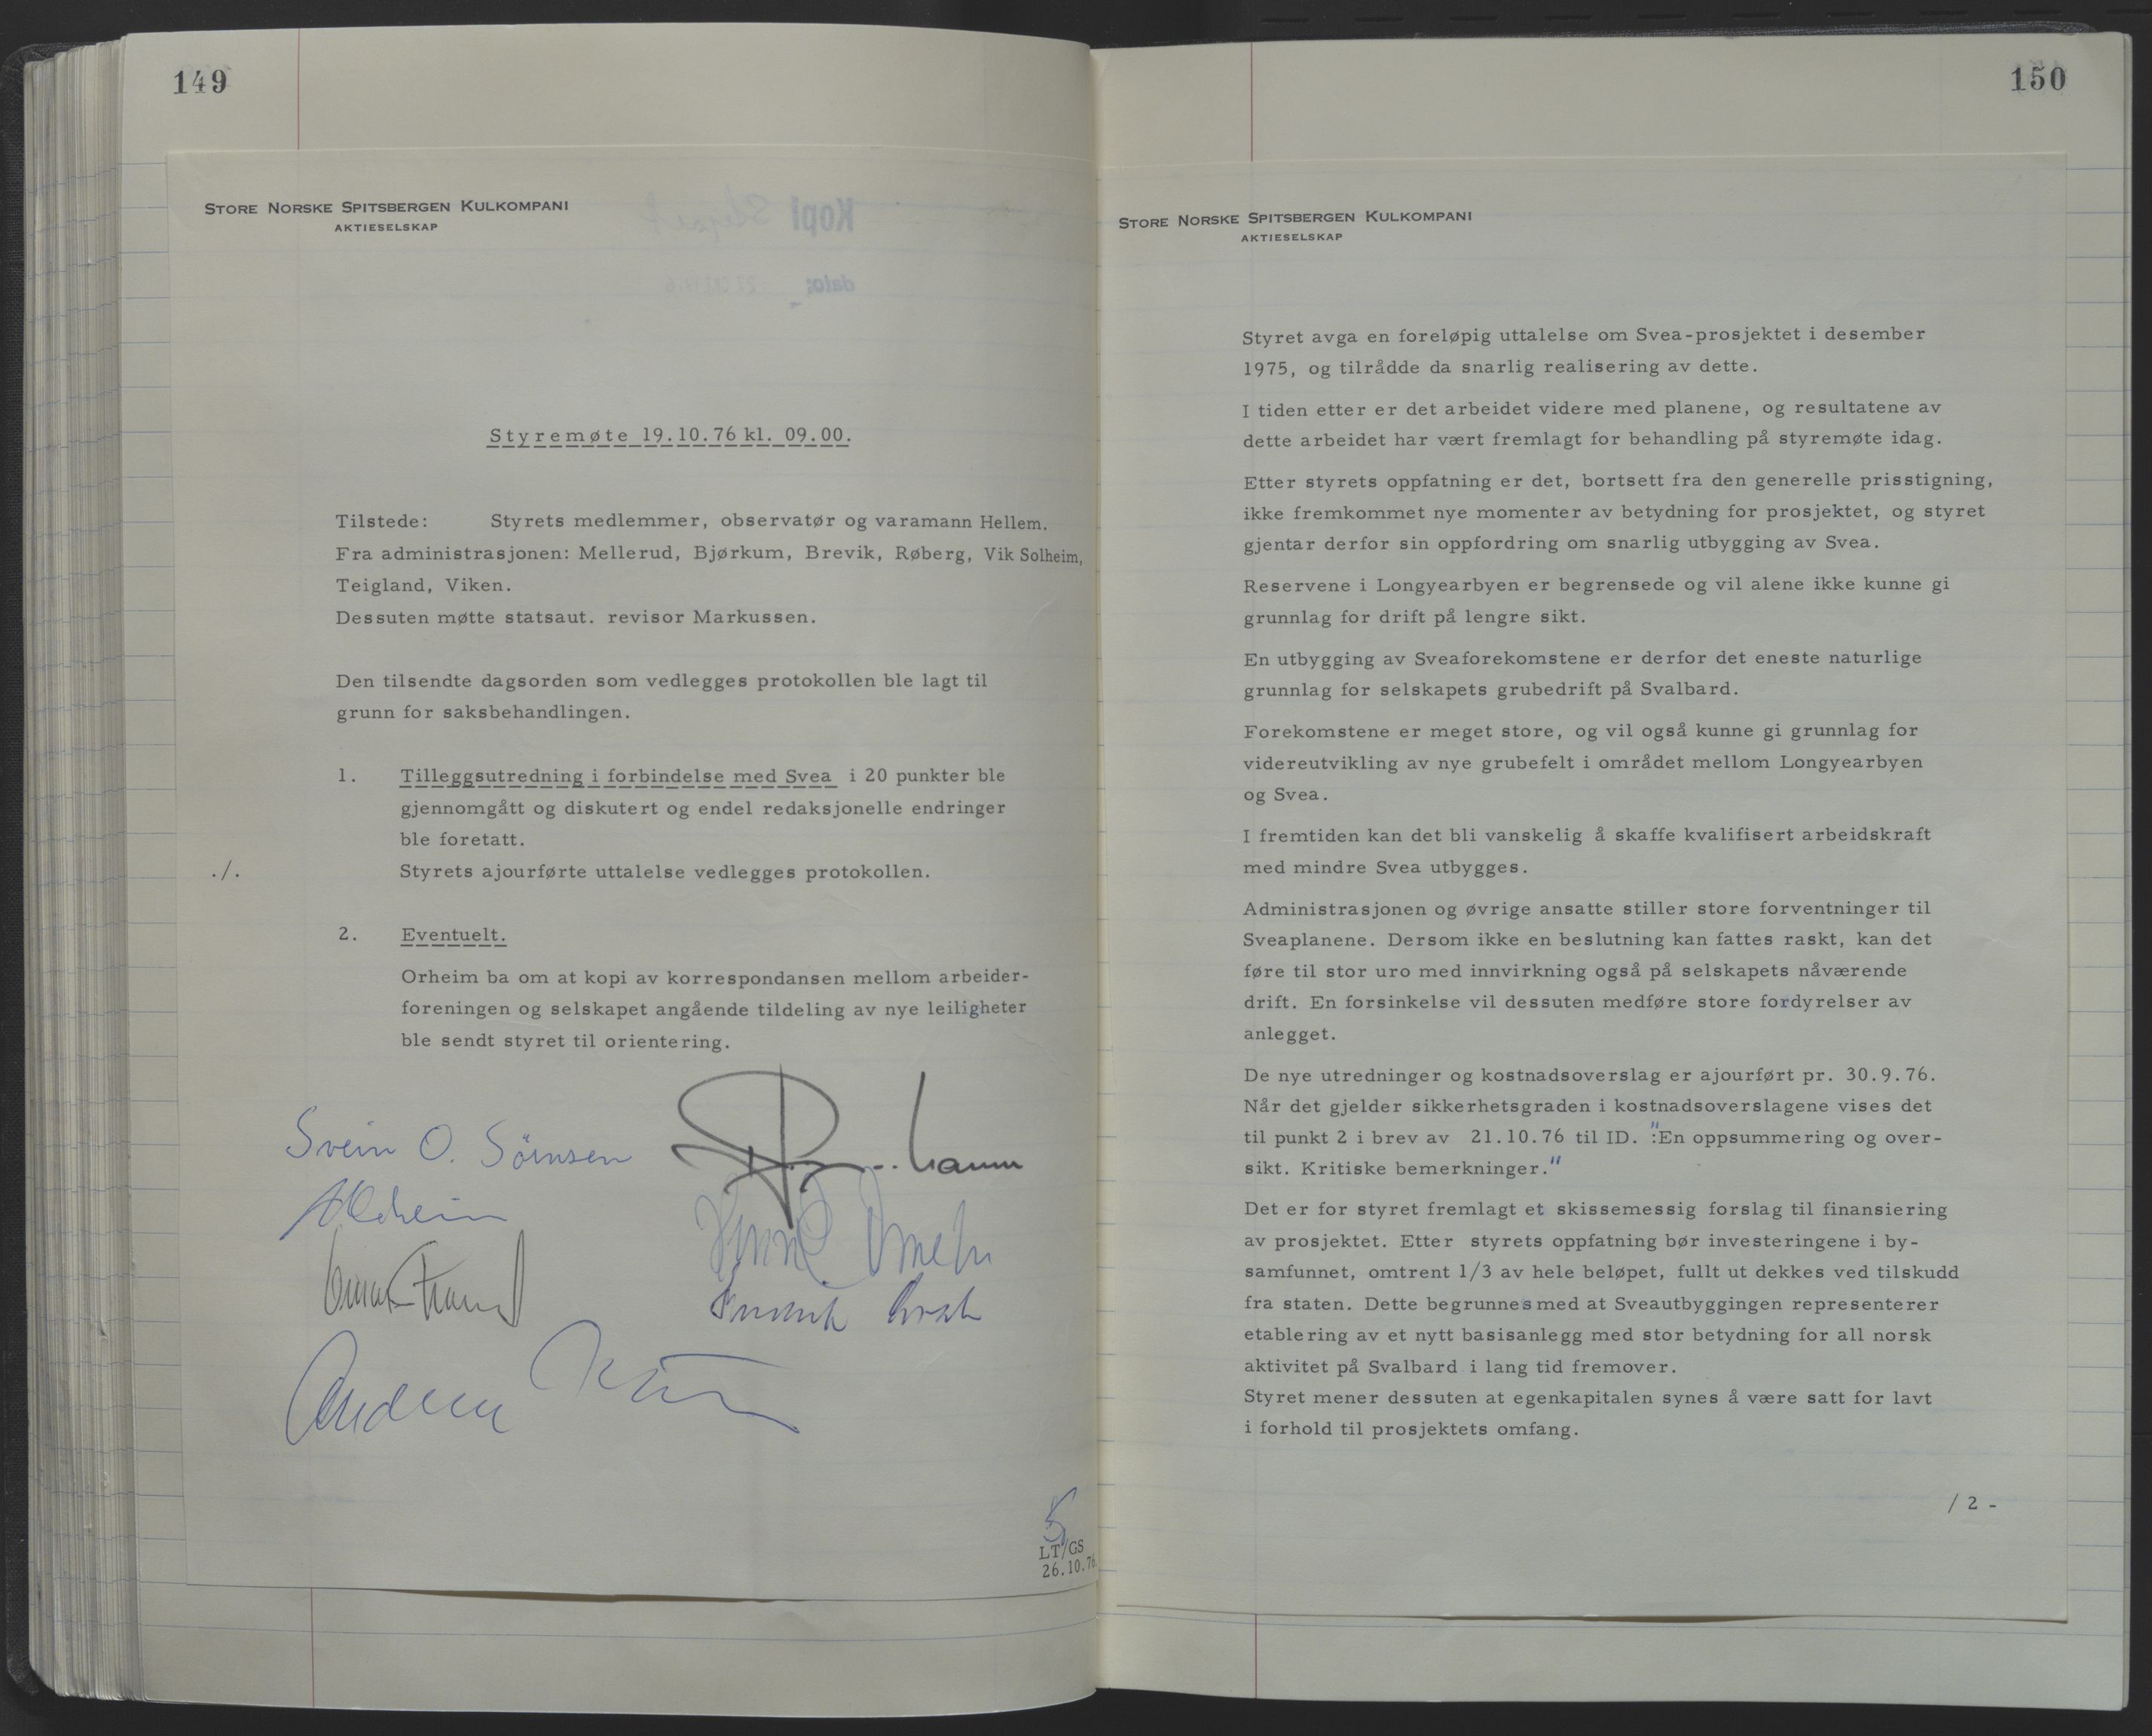 149
STORE NORSKE SPITSBERGEN KULKOMPANI
AKTIESELSKAP
Styremøte 19.10.76 kl. 09.00.
Tilstede: Styrets medlemmer, observatør og varamann Hellem.
Fra administrasjonen: Mellerud, Bjørkum, Brevik, Røberg, Vik Solheim,
Teigland, Viken.
Dessuten møtte statsaut. revisor Markussen.
Den tilsendte dagsorden som vedlegges protokollen ble lagt til
grunn for saksbehandlingen.
1. Tilleggsutredning i forbindelse med Svea i 20 punkter ble
gjennomgått og diskutert og endel redaksjonelle endringer
ble foretatt.
./. Styrets ajourførte uttalelse vedlegges protokollen.
2. Eventuelt.
Orheim ba om at kopi av korrespondansen mellom arbeider-
foreningen og selskapet angående tildeling av nye leiligheter
ble sendt styret til orientering.
Svein O. Sörnsen
LT/GS
26.10.76.
150
STORE NORSKE SPITSBERGEN KULKOMPANI
AKTIESELSKAP
Styret avga en foreløpig uttalelse om Svea-prosjektet i desember
1975, og tilrådde da snarlig realisering av dette.
I tiden etter er det arbeidet videre med planene, og resultatene av
dette arbeidet har vært fremlagt for behandling på styremøte idag.
Etter styrets oppfatning er det, bortsett fra den generelle prisstigning,
ikke fremkommet nye momenter av betydning for prosjektet, og styret
gjentar derfor sin oppfordring om snarlig utbygging av Svea.
Reservene i Longyearbyen er begrensede og vil alene ikke kunne gi
grunnlag for drift på lengre sikt.
En utbygging av Sveaforekomstene er derfor det eneste naturlige
grunnlag for selskapets grubedrift på Svalbard.
Forekomstene er meget store, og vil også kunne gi grunnlag for
videreutvikling av nye grubefelt i området mellom Longyearbyen
og Svea.
I fremtiden kan det bli vanskelig å skaffe kvalifisert arbeidskraft
med mindre Svea utbygges.
Administrasjonen og øvrige ansatte stiller store forventninger til
Sveaplanene. Dersom ikke en beslutning kan fattes raskt, kan det
føre til stor uro med innvirkning også på selskapets nåværende
drift. En forsinkelse vil dessuten medføre store fordyrelser av
anlegget.
De nye utredninger og kostnadsoverslag er ajourført pr. 30.9.76.
Når det gjelder sikkerhetsgraden i kostnadsoverslagene vises det
til punkt 2 i brev av 21.10.76 til ID. ":En oppsummering og over-
sikt. Kritiske bemerkninger."
Det er for styret fremlagt et skissemessig forslag til finansiering
av prosjektet. Etter styrets oppfatning bør investeringene i by-
samfunnet, omtrent 1/3 av hele beløpet, fullt ut dekkes ved tilskudd
fra staten. Dette begrunnes med at Sveautbyggingen representerer
etablering av et nytt basisanlegg med stor betydning for all norsk
aktivitet på Svalbard i lang tid fremover.
Styret mener dessuten at egenkapitalen synes å være satt for lavt
i forhold til prosjektets omfang.
/ 2 -